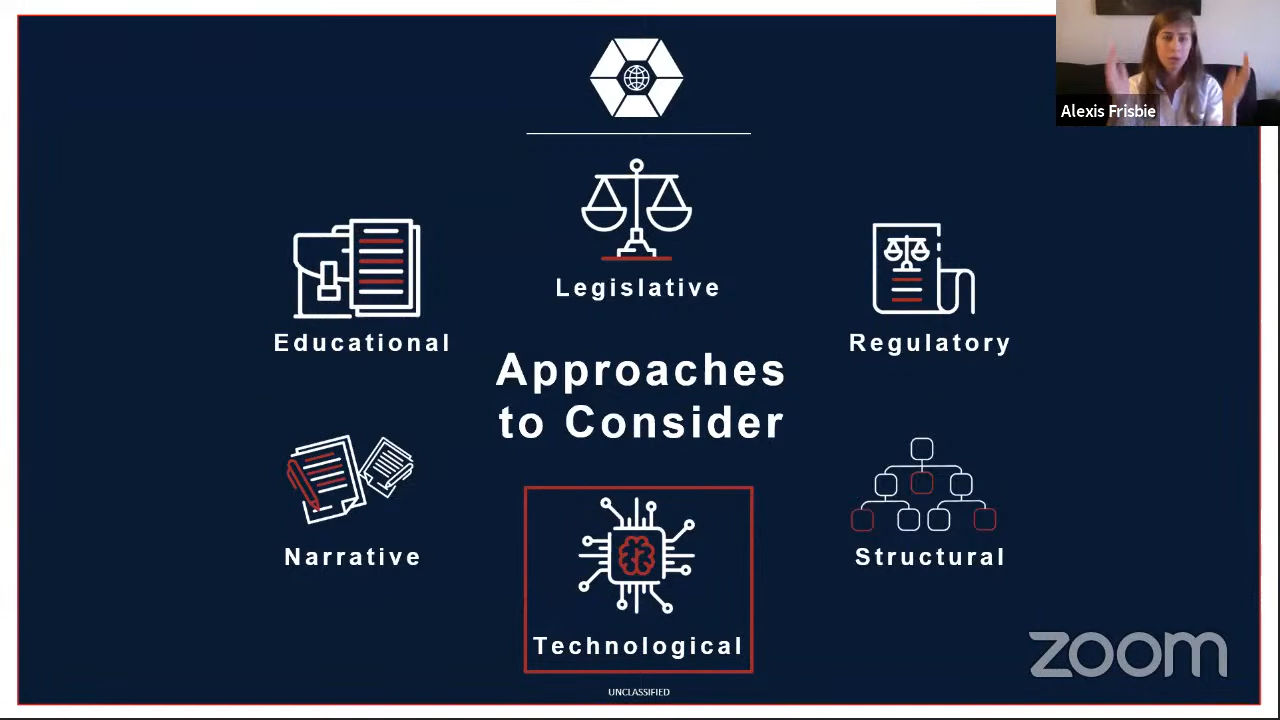 Alexis Frisbie
Legislative
Educational
Regulatory
Approaches
to Consider
Narrative
Structural
Technological
zoom
UNCLASSIFIED